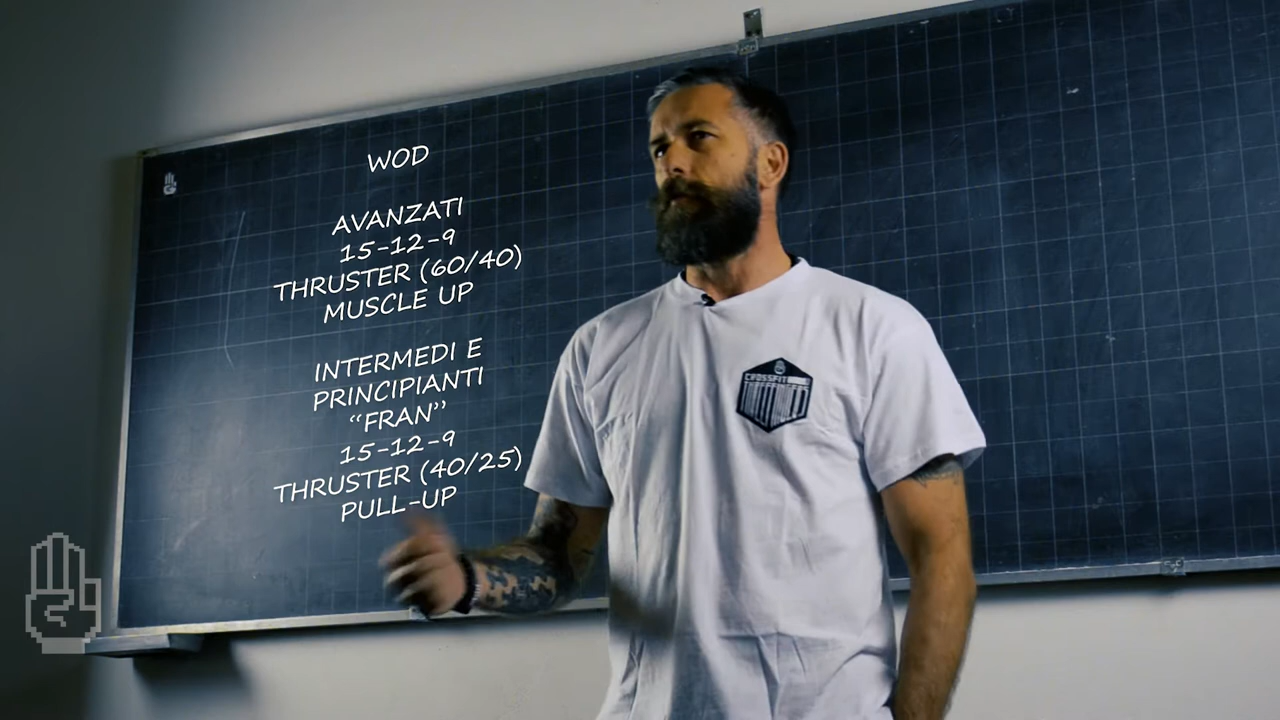 WOD
AVANZATI
15-12-9
THRUSTER (60/40)
MUSCLE UP
INTERMEDI E
PRINCIPIANTI
“FRAN”
15-12-9
THRUSTER (40/25)
PULL-UP
CROSSFIT